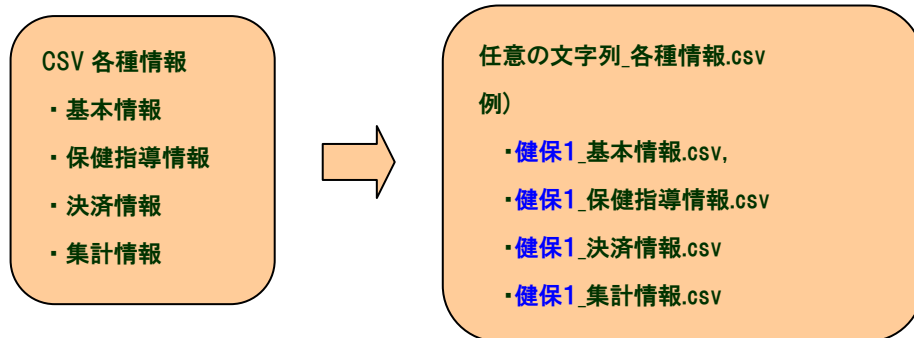 CSV 各種情報
・基本情報
・保健指導情報
・決済情報
・集計情報
任意の文字列_各種情報.csv
例）
・健保1_基本情報.csv,
・健保1_保健指導情報.csv
・健保1_決済情報.csv
・健保1_集計情報.csv